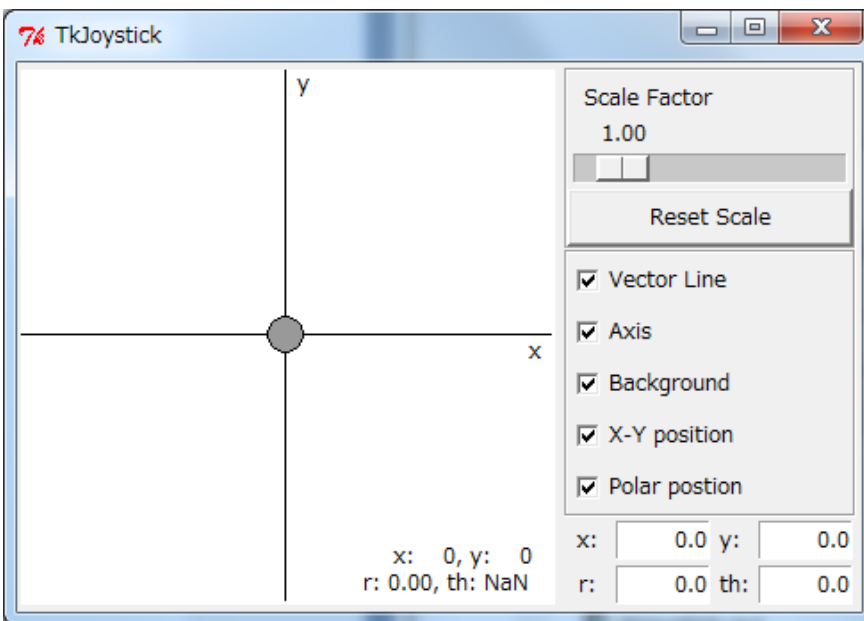 TkJoystick
y
x
x: 0, y: 0
r: 0.00, th: NaN
Scale Factor
1.00
Reset Scale
Vector Line
Axis
Background
X-Y position
Polar postion
x: 0.0 y: 0.0
r: 0.0 th: 0.0